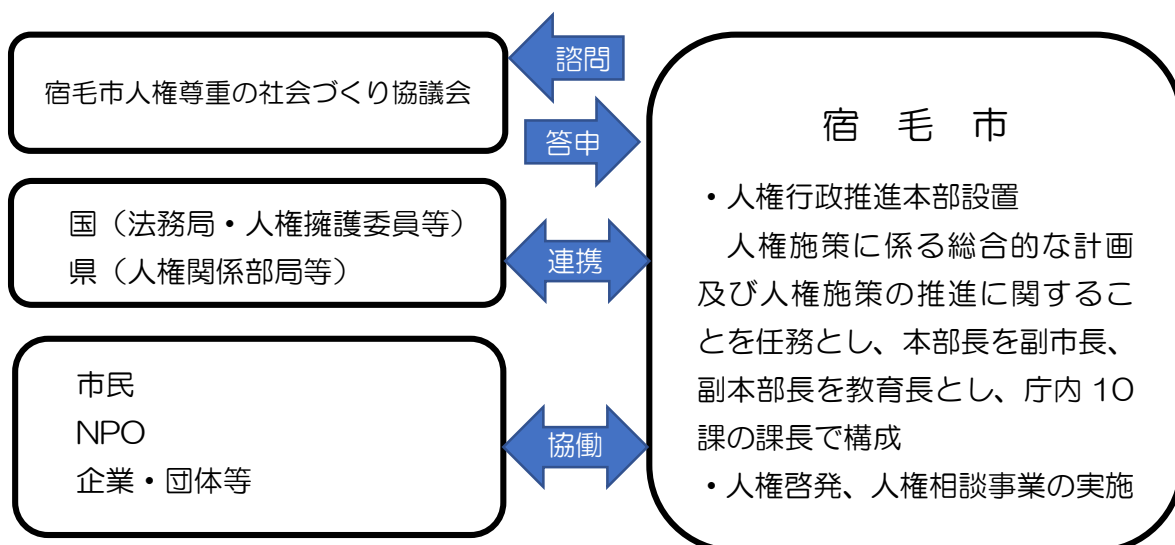 諮問
宿毛市人権尊重の社会づくり協議会
答申
国（法務局・人権擁護委員等）
県（人権関係部局等）
連携
市民
NPO
企業・団体等
協働
宿 毛 市
・人権行政推進本部設置
人権施策に係る総合的な計画
及び人権施策の推進に関するこ
とを任務とし、本部長を副市長、
副本部長を教育長とし、庁内 10
課の課長で構成
・人権啓発、人権相談事業の実施